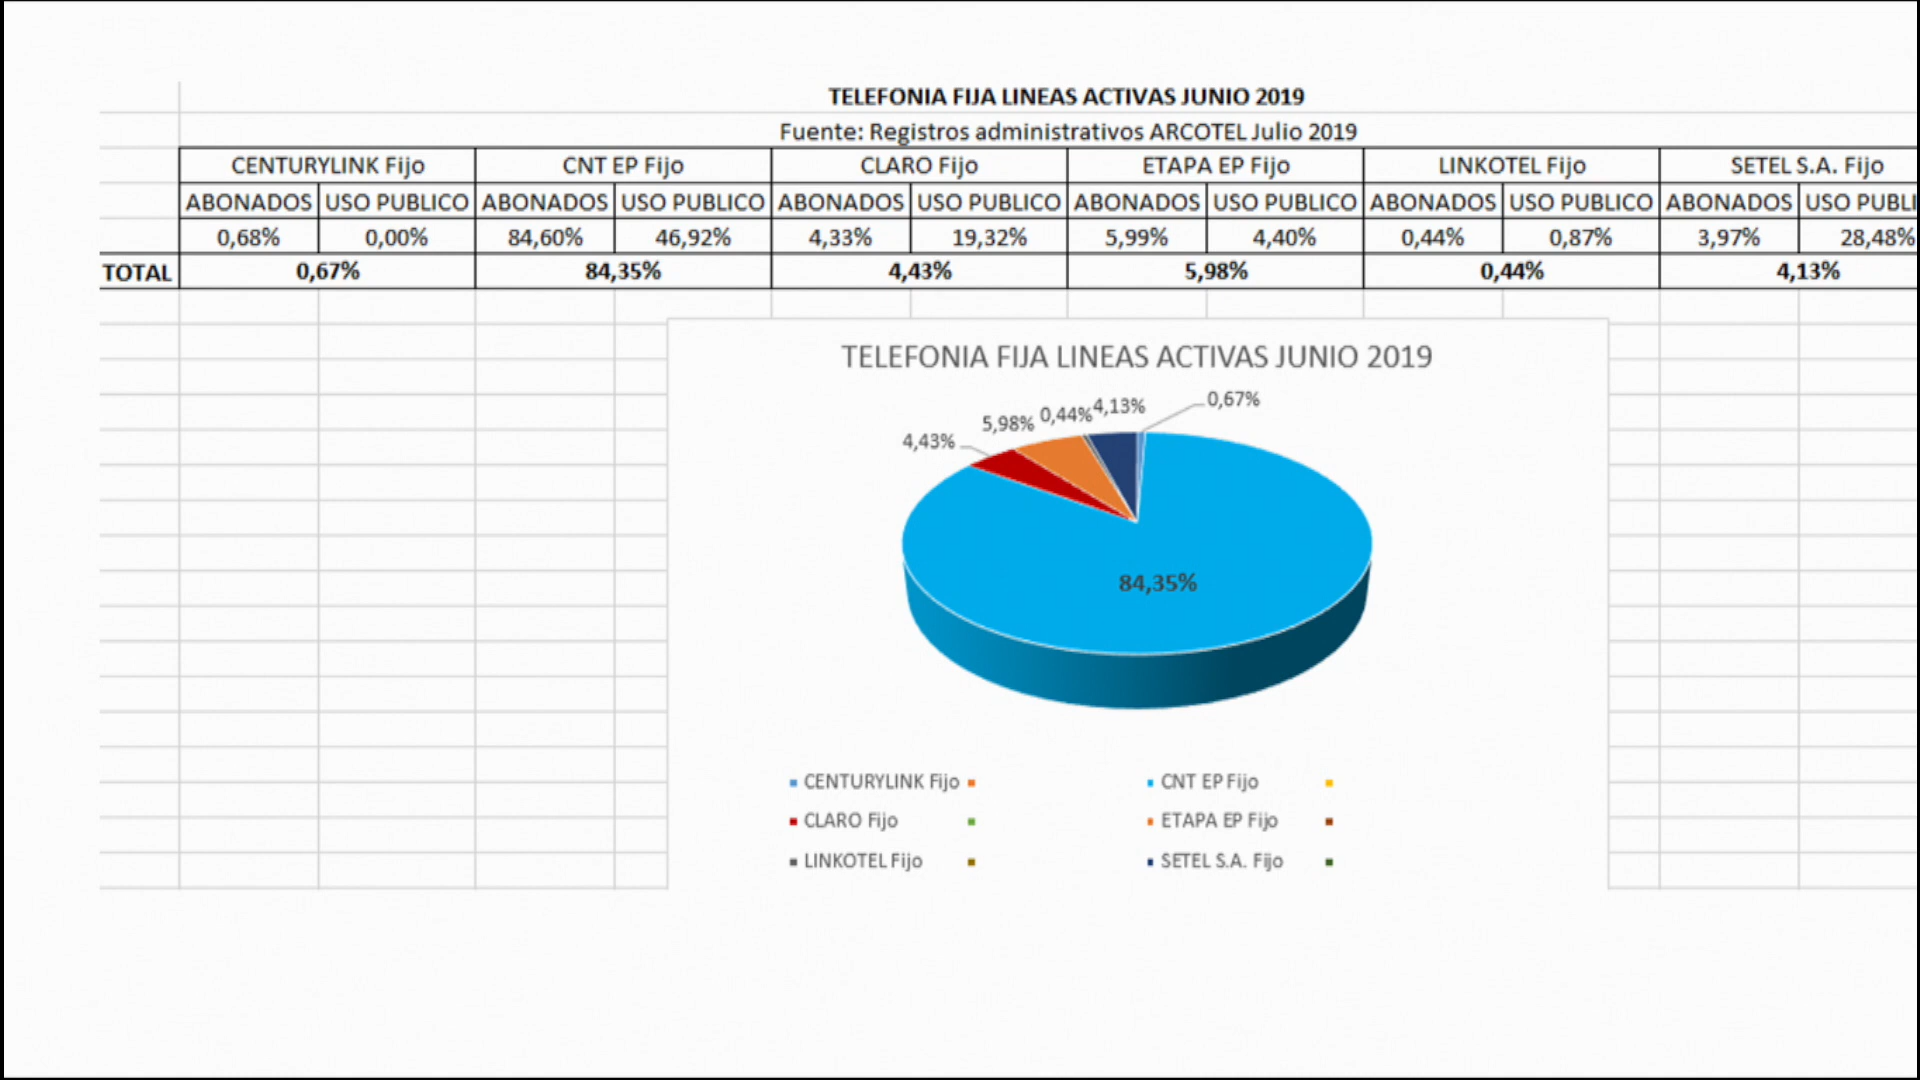 TELEFONIA FIJA LINEAS ACTIVAS JUNIO 2019
Fuente: Registros administrativos ARCOTEL Julio 2019
CENTURYLINK Fijo CNT EP Fijo CLARO Fijo ETAPA EP Fijo LINKOTEL Fijo SETEL S.A. Fijo
ABONADOS USO PUBLICO ABONADOS USO PUBLICO ABONADOS USO PUBLICO ABONADOS USO PUBLICO ABONADOS USO PUBLICO ABONADOS USO PUBLI
0,68% 0,00% 84,60% 46,92% 4,33% 19,32% 5,99% 4,40% 0,44% 0,87% 3,97% 28,48%
TOTAL 0,67% 84,35% 4,43% 5,98% 0,44% 4,13%
TELEFONIA FIJA LINEAS ACTIVAS JUNIO 2019
4,43% 5,98% 0,44% 4,13% 0,67%
84,35%
CENTURYLINK Fijo CNT EP Fijo
CLARO Fijo ETAPA EP Fijo
LINKOTEL Fijo SETEL S.A. Fijo